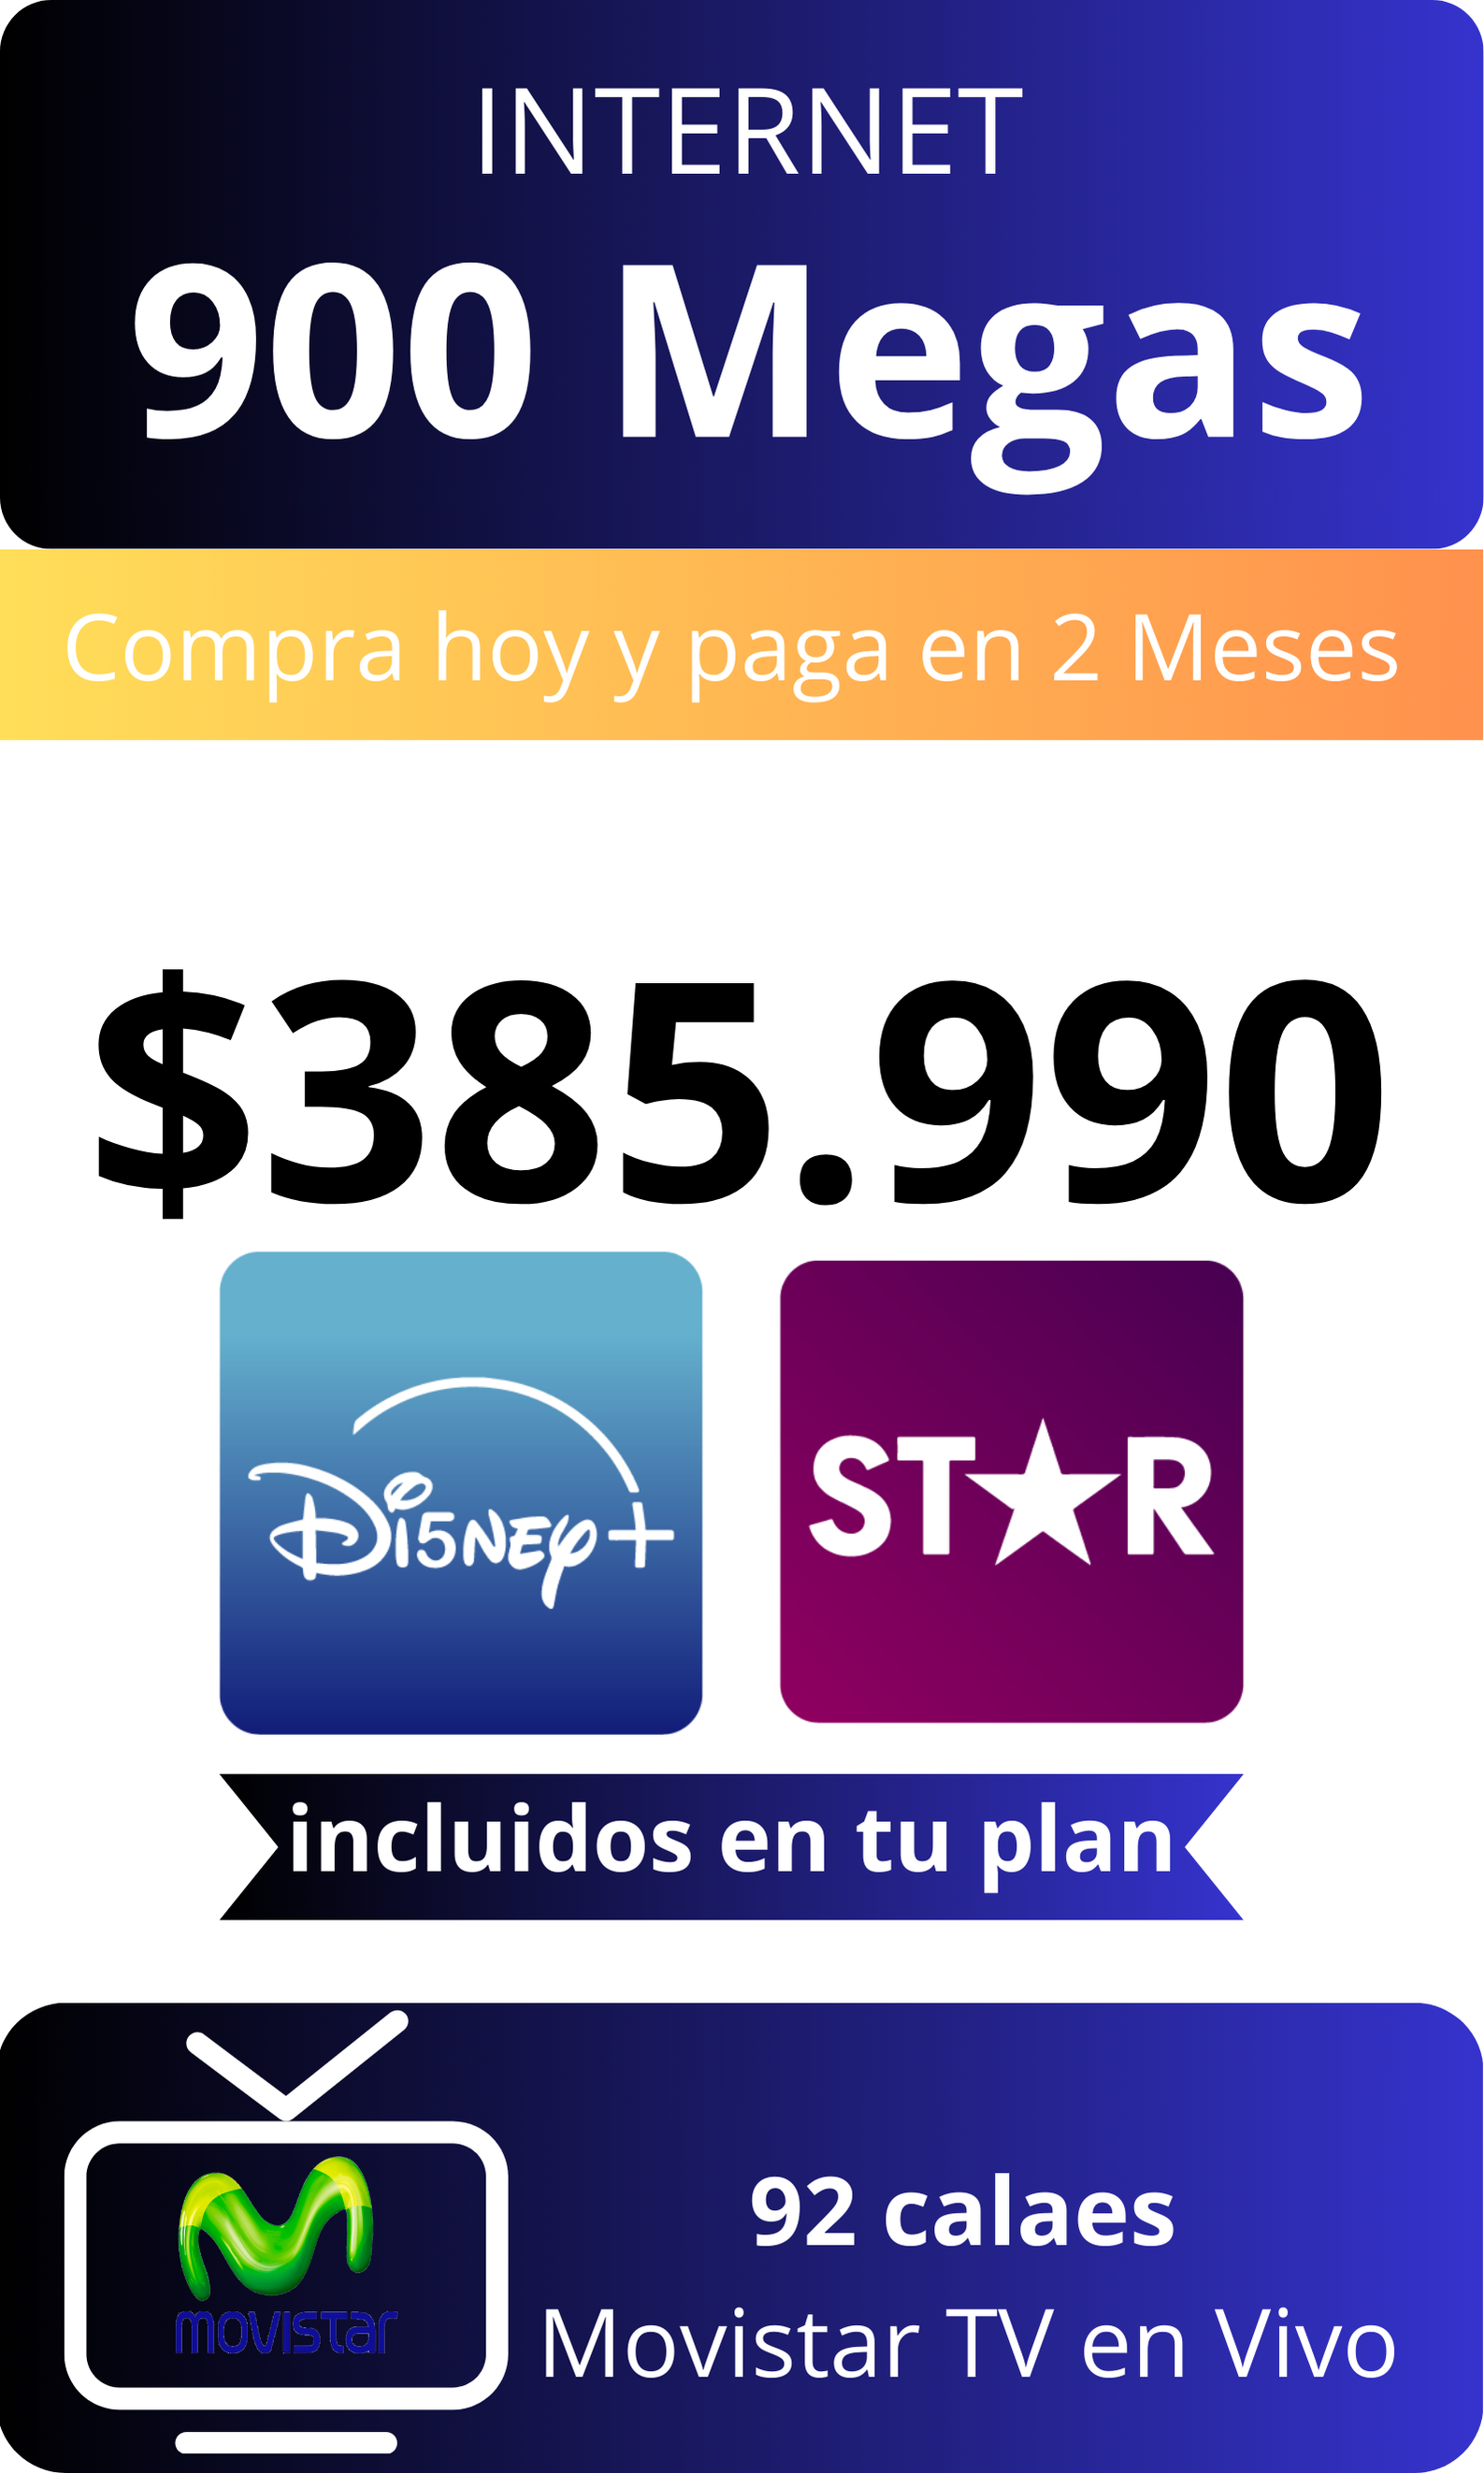 INTERNET
900 Megas
Compra hoy y paga en 2 Meses
$385.990
Disney+
STAR
incluidos en tu plan
movistar
92 calaes
Movistar TV en Vivo